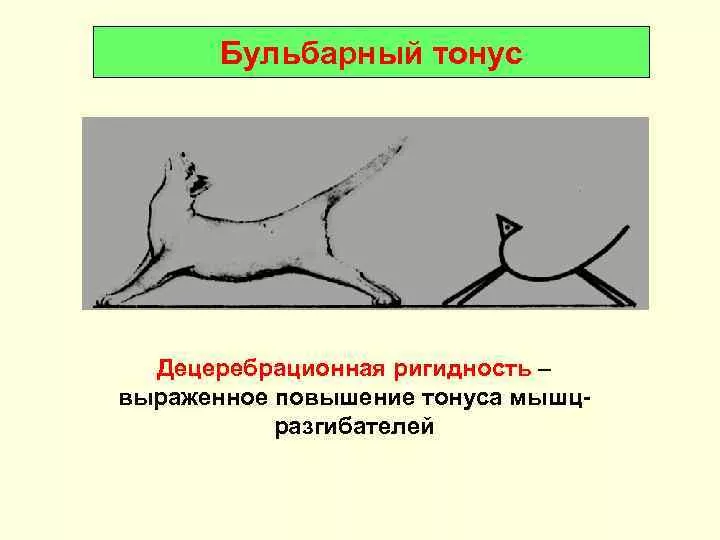 Бульбарный тонус
Децеребрационная ригидность –
выраженное повышение тонуса мышц-
разгибателей